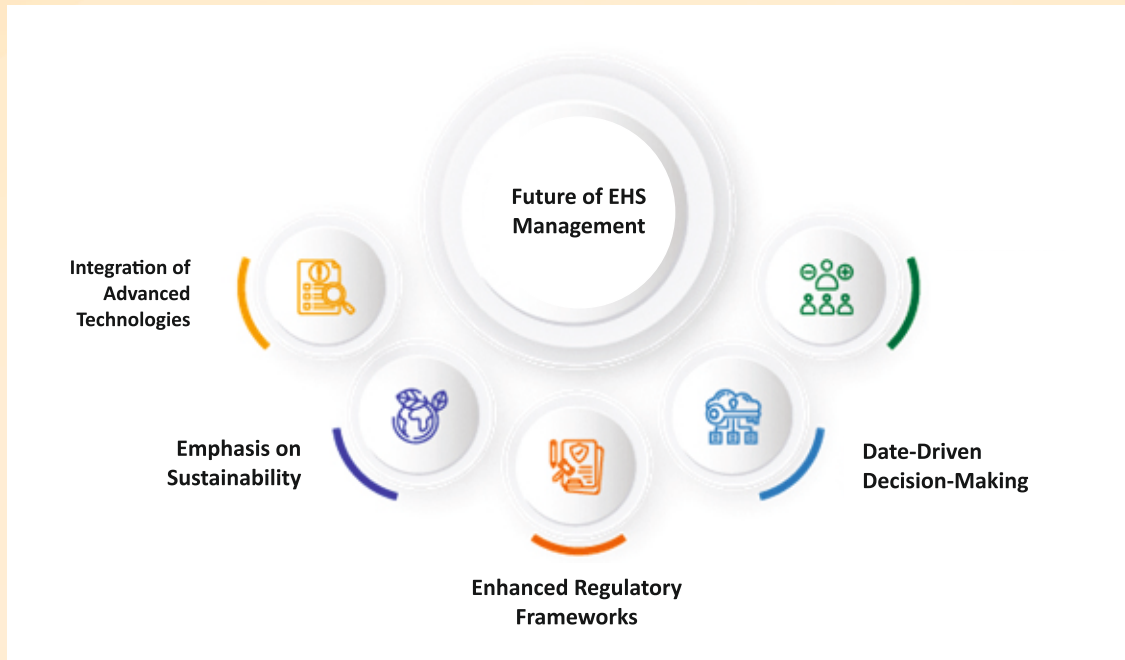 Future of EHS
Management
Integration of
Advanced
Technologies
Emphasis on
Sustainability
Enhanced Regulatory
Frameworks
Date-Driven
Decision-Making